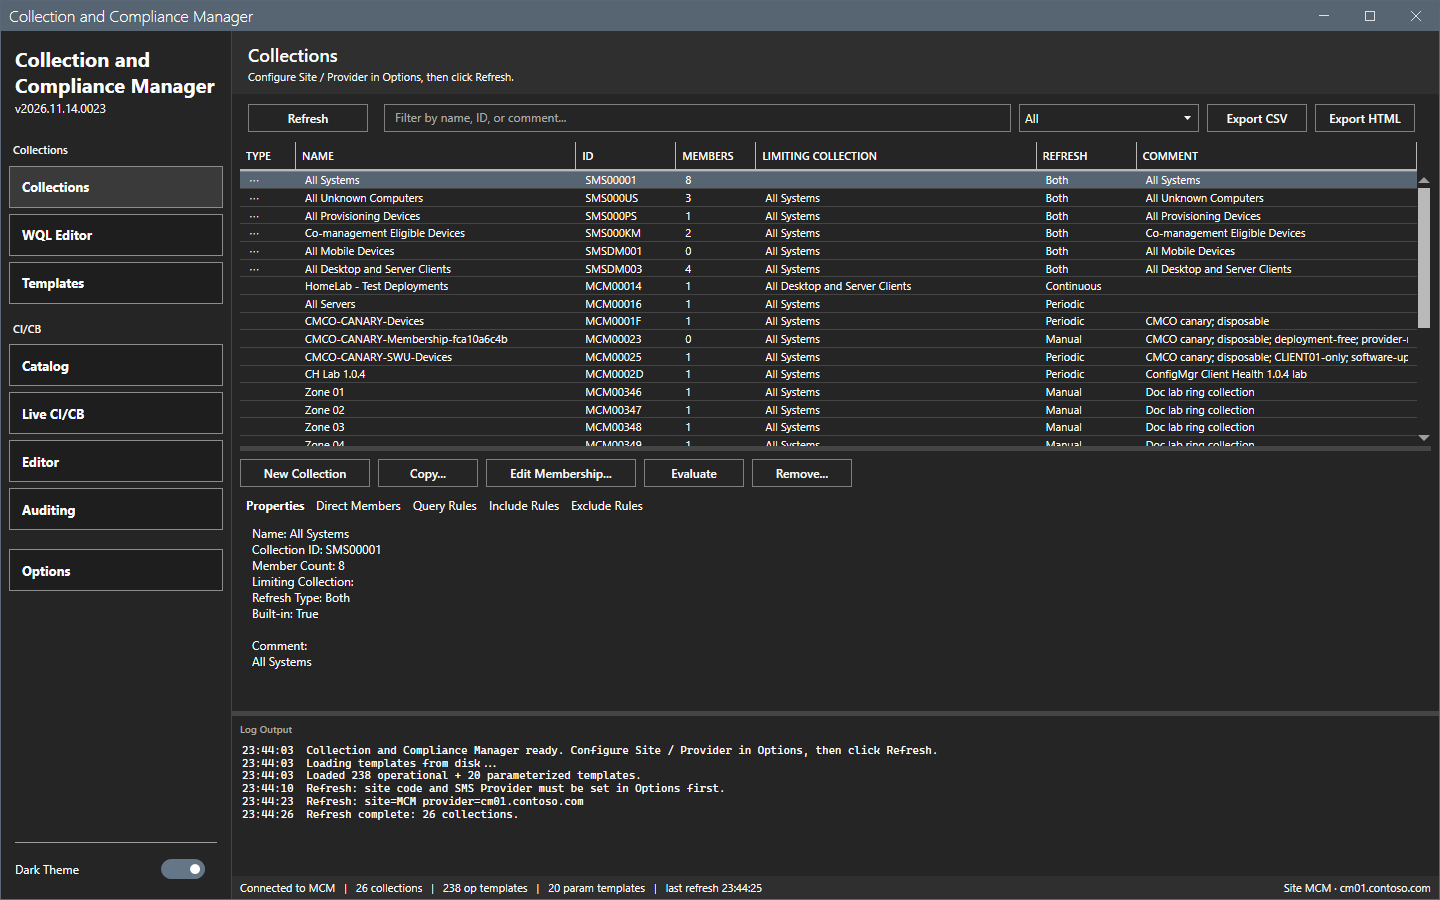 Collection and Compliance Manager
Collection and
Compliance Manager
v2026.11.14.0023
Collections
Collections
WQL Editor
Templates
CI/CB
Catalog
Live CI/CB
Editor
Auditing
Options
Dark Theme
Collections
Configure Site / Provider in Options, then click Refresh.
Refresh Filter by name, ID, or comment... All Export CSV Export HTML
TYPE NAME ID MEMBERS LIMITING COLLECTION REFRESH COMMENT
... All Systems SMS00001 8 Both All Systems
... All Unknown Computers SMS000US 3 All Systems Both All Unknown Computers
... All Provisioning Devices SMS000PS 1 All Systems Both All Provisioning Devices
... Co-management Eligible Devices SMS000KM 2 All Systems Both Co-management Eligible Devices
... All Mobile Devices SMSDM001 0 All Systems Both All Mobile Devices
... All Desktop and Server Clients SMSDM003 4 All Systems Both All Desktop and Server Clients
HomeLab - Test Deployments MCM00014 1 All Desktop and Server Clients Continuous
All Servers MCM00016 1 All Systems Periodic
CMCO-CANARY-Devices MCM0001F 1 All Systems Periodic CMCO canary; disposable
CMCO-CANARY-Membership-fca10a6c4b MCM00023 0 All Systems Manual CMCO canary; disposable; deployment-free; provider-
CMCO-CANARY-SWU-Devices MCM00025 1 All Systems Periodic CMCO canary; disposable; CLIENT01-only; software-up
CH Lab 1.0.4 MCM0002D 1 All Systems Periodic ConfigMgr Client Health 1.0.4 lab
Zone 01 MCM00346 1 All Systems Manual Doc lab ring collection
Zone 02 MCM00347 1 All Systems Manual Doc lab ring collection
Zone 03 MCM00348 1 All Systems Manual Doc lab ring collection
Zone 04 MCM00349 1 All Systems Manual Doc lab ring collection
New Collection Copy... Edit Membership... Evaluate Remove...
Properties Direct Members Query Rules Include Rules Exclude Rules
Name: All Systems
Collection ID: SMS00001
Member Count: 8
Limiting Collection:
Refresh Type: Both
Built-in: True
Comment:
All Systems
Log Output
23:44:03 Collection and Compliance Manager ready. Configure Site / Provider in Options, then click Refresh.
23:44:03 Loading templates from disk...
23:44:03 Loaded 238 operational + 20 parameterized templates.
23:44:10 Refresh: site code and SMS Provider must be set in Options first.
23:44:23 Refresh: site=MCM provider=cm01.contoso.com
23:44:26 Refresh complete: 26 collections.
Connected to MCM | 26 collections | 238 op templates | 20 param templates | last refresh 23:44:25 Site MCM · cm01.contoso.com